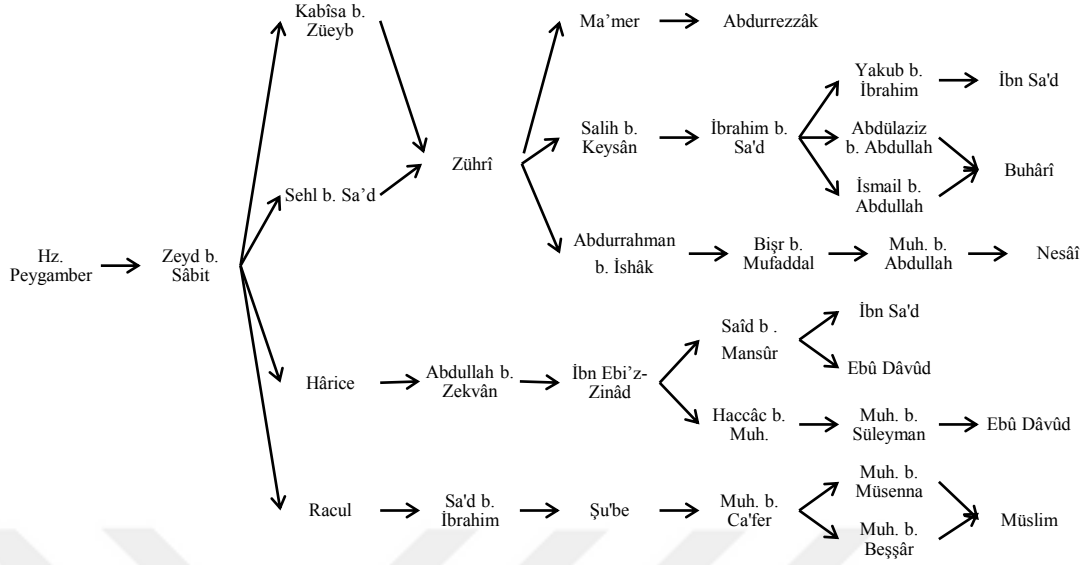 Kabîsa b.
Züeyb
Ma’mer
Abdurrezzâk
Yakub b.
İbrahim
İbn Sa'd
Salih b.
Keysân
İbrahim b.
Sa'd
Abdülaziz
b. Abdullah
Zührî
Buhârî
Sehl b. Sa’d
İsmail b.
Abdullah
Hz.
Peygamber
Zeyd b.
Sâbit
Abdurrahman
b. İshâk
Bişr b.
Mufaddal
Muh. b.
Abdullah
Nesâî
Saîd b .
Mansûr
İbn Sa'd
Ebû Dâvûd
Hârice
Abdullah b.
Zekvân
İbn Ebi’z-
Zinâd
Haccâc b.
Muh.
Muh. b.
Süleyman
Ebû Dâvûd
Racul
Sa'd b.
İbrahim
Şu'be
Muh. b.
Ca'fer
Muh. b.
Müsenna
Muh. b.
Beşşâr
Müslim